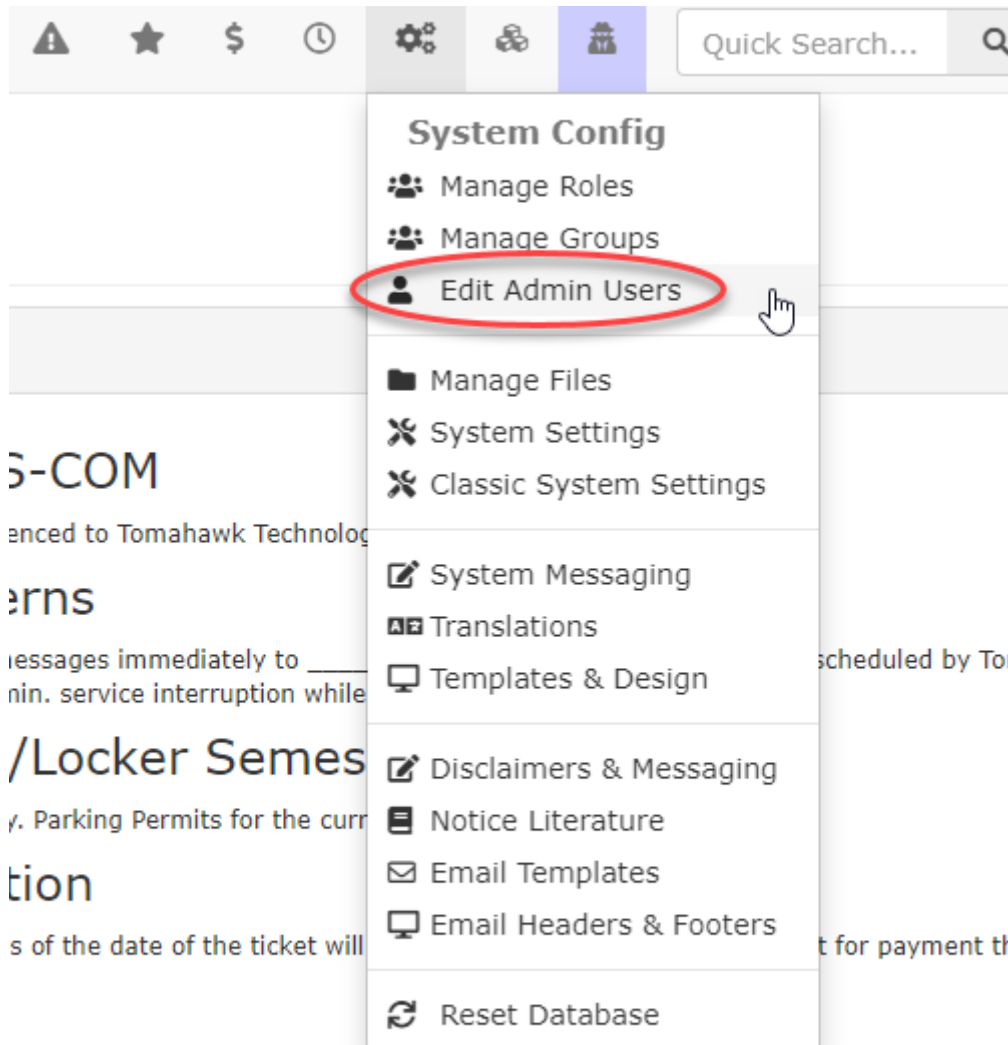 $
Quick Search...
System Config
Manage Roles
Manage Groups
Edit Admin Users
Manage Files
System Settings
Classic System Settings
System Messaging
Translations
Templates & Design
Disclaimers & Messaging
Notice Literature
Email Templates
Email Headers & Footers
Reset Database
S-COM
enced to Tomahawk Technolog
erns
essages immediately to scheduled by To
min. service interruption while
/Locker Semes
y. Parking Permits for the curr
tion
s of the date of the ticket will t for payment th